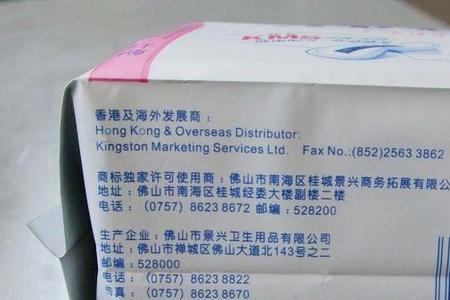 KMS
香港及海外发展商：
Hong Kong & Overseas Distributor:
Kingston Marketing Services Ltd.   Fax No.:(852)2563 3862
商标独家许可使用商：佛山市南海区桂城景兴商务拓展有限公
地址：佛山市南海区桂城经委大楼副楼二楼
电话：（0757）8623 8672 邮编：528200
生产企业：佛山市景兴卫生用品有限公司
地址：佛山市禅城区佛山大道北143号之二
邮编：528000
电话：（0757）8623 8822
传真：（0757）8623 8670